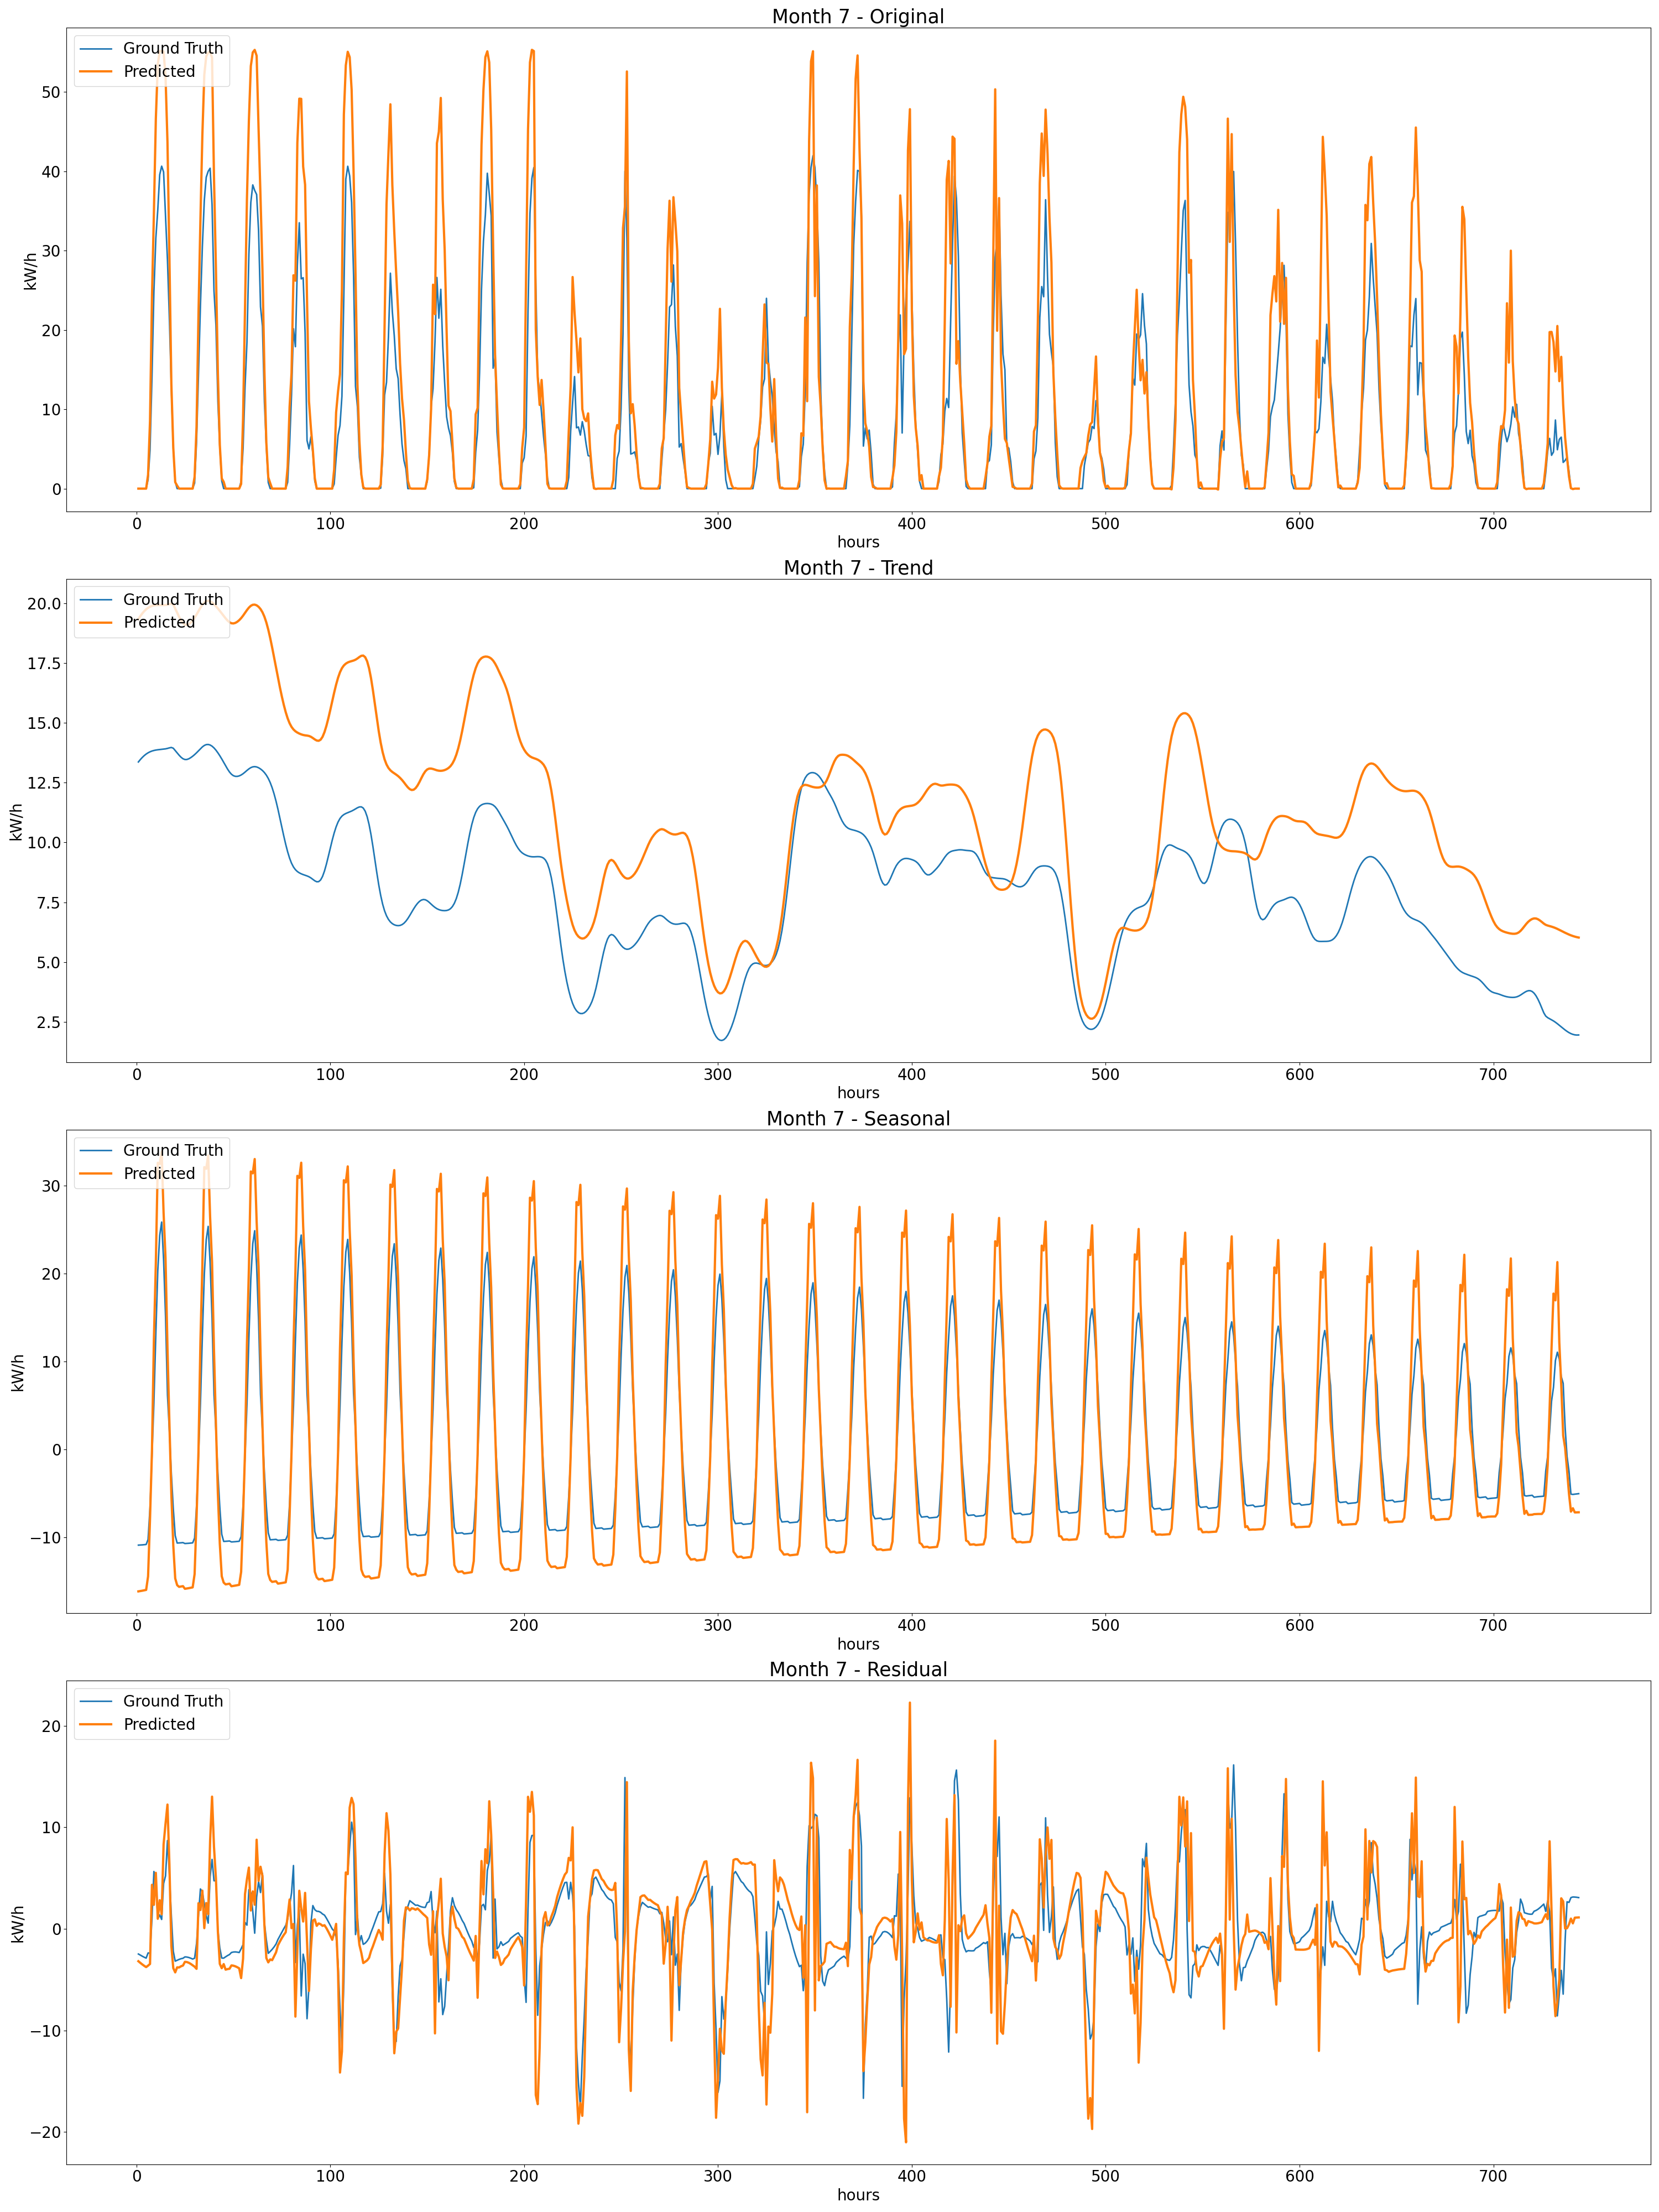 Month 7 - Original
Ground Truth
Predicted
kW/h
50
40
30
20
10
0
0 100 200 300 400 500 600 700
hours
Month 7 - Trend
Ground Truth
Predicted
kW/h
20.0
17.5
15.0
12.5
10.0
7.5
5.0
2.5
0 100 200 300 400 500 600 700
hours
Month 7 - Seasonal
Ground Truth
Predicted
kW/h
30
20
10
0
−10
0 100 200 300 400 500 600 700
hours
Month 7 - Residual
Ground Truth
Predicted
kW/h
20
10
0
−10
−20
0 100 200 300 400 500 600 700
hours